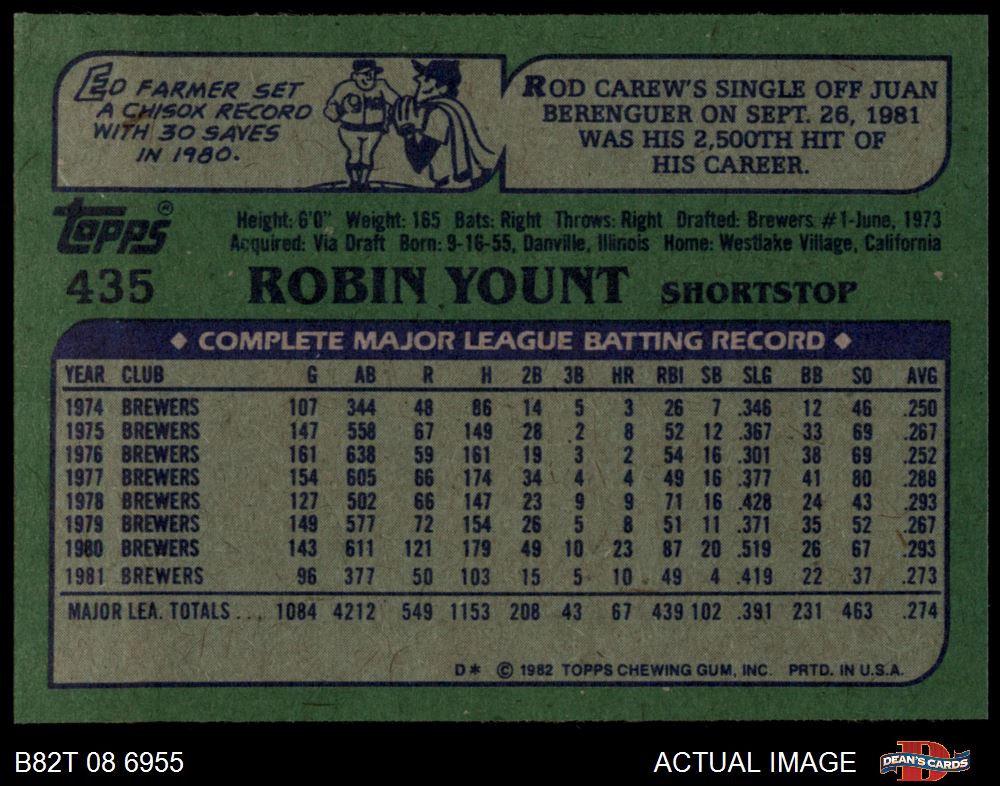 ED FARMER SET
A CHISOX RECORD
WITH 30 SAVES
IN 1980.
ROD CAREW'S SINGLE OFF JUAN
BERENGUER ON SEPT. 26, 1981
WAS HIS 2,500TH HIT OF
HIS CAREER.
topps®
Height: 6'0" Weight: 165 Bats: Right Throws: Right Drafted: Brewers #1-June, 1973
Acquired: Via Draft Born: 9-16-55, Danville, Illinois Home: Westlake Village, California
435 ROBIN YOUNT SHORTSTOP
◆ COMPLETE MAJOR LEAGUE BATTING RECORD ◆
YEAR CLUB G AB R H 2B 3B HR RBI SB SLG BB SO AVG
1974 BREWERS 107 344 48 86 14 5 3 26 7 .346 12 46 .250
1975 BREWERS 147 558 67 149 28 2 8 52 12 .367 33 69 .267
1976 BREWERS 161 638 59 161 19 3 2 54 16 .301 38 69 .252
1977 BREWERS 154 605 66 174 34 4 4 49 16 .377 41 80 .288
1978 BREWERS 127 502 66 147 23 9 9 71 16 .428 24 43 .293
1979 BREWERS 149 577 72 154 26 5 8 51 11 .371 35 52 .267
1980 BREWERS 143 611 121 179 49 10 23 87 20 .519 26 67 .293
1981 BREWERS 96 377 50 103 15 5 10 49 4 .419 22 37 .273
MAJOR LEA. TOTALS... 1084 4212 549 1153 208 43 67 439 102 .391 231 463 .274
D* © 1982 TOPPS CHEWING GUM, INC. PRTD. IN U.S.A.
B82T 08 6955
ACTUAL IMAGE
D
DEAN'S CARDS